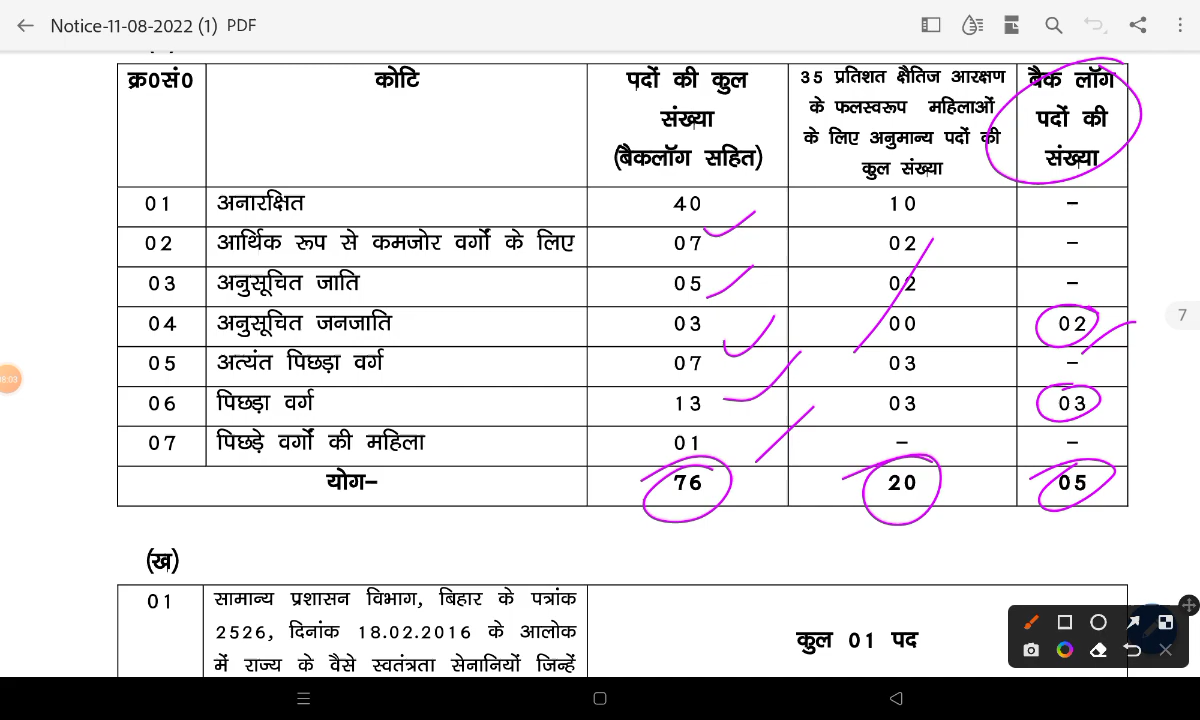 Notice-11-08-2022 (1) PDF
क्र0सं0 कोटि पदों की कुल संख्या (बैकलॉग सहित) 35 प्रतिशत क्षैतिज आरक्षण के फलस्वरूप महिलाओं के लिए अनुमान्य पदों की कुल संख्या बैक लॉग पदों की संख्या
01 अनारक्षित 40 10 –
02 आर्थिक रूप से कमजोर वर्गों के लिए 07 02 –
03 अनुसूचित जाति 05 02 –
04 अनुसूचित जनजाति 03 00 02
05 अत्यंत पिछड़ा वर्ग 07 03 –
06 पिछड़ा वर्ग 13 03 03
07 पिछड़े वर्गों की महिला 01 – –
योग– 76 20 05
7
(ख)
01 सामान्य प्रशासन विभाग, बिहार के पत्रांक
2526, दिनांक 18.02.2016 के आलोक
में राज्य के वैसे स्वतंत्रता सेनानियों जिन्हें
कुल 01 पद